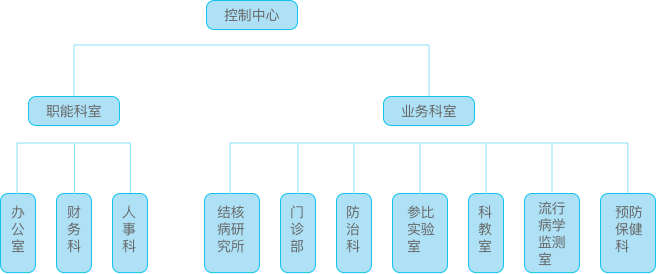 控制中心
职能科室
业务科室
办
公
室
财
务
科
人
事
科
结核
病研
究所
门
诊
部
防
治
科
参比
实验
室
科
教
室
流行
病学
监测
室
预防
保健
科